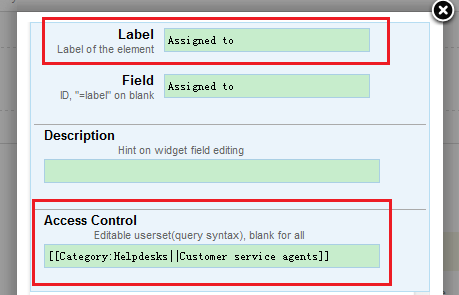 Label
Label of the element
Assigned to
Field
ID, "=label" on blank
Assigned to
Description
Hint on widget field editing
Access Control
Editable userset(query syntax), blank for all
[[Category:Helpdesks||Customer service agents]]